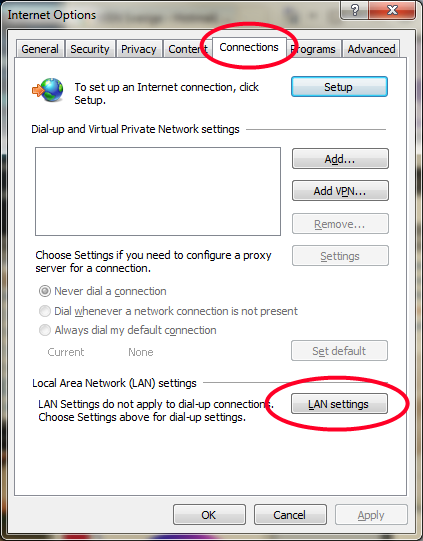 Internet Options
General Security Privacy Content Connections Programs Advanced
To set up an Internet connection, click
Setup.
Setup
Dial-up and Virtual Private Network settings
Add...
Add VPN...
Remove...
Choose Settings if you need to configure a proxy
server for a connection.
Settings
Never dial a connection
Dial whenever a network connection is not present
Always dial my default connection
Current None
Set default
Local Area Network (LAN) settings
LAN Settings do not apply to dial-up connections.
Choose Settings above for dial-up settings.
LAN settings
OK Cancel Apply